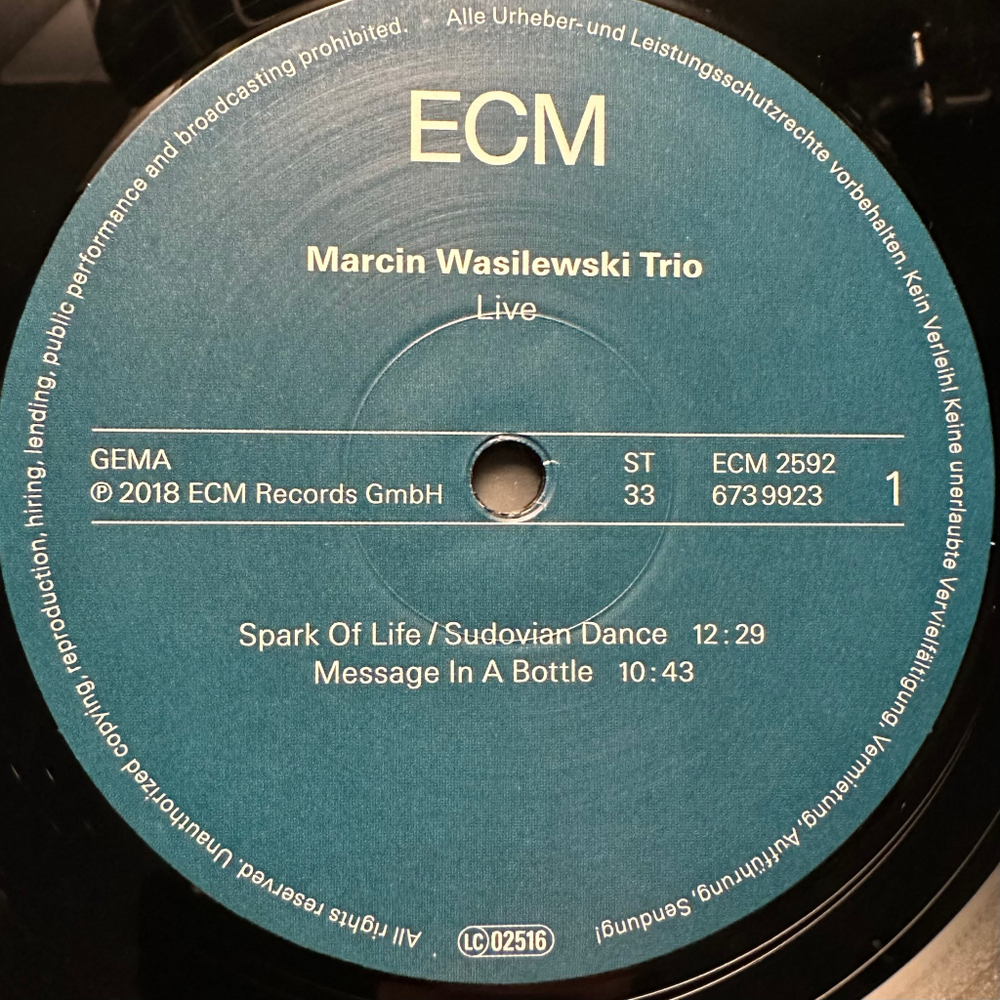 ECM
Marcin Wasilewski Trio
Live
GEMA
℗ 2018 ECM Records GmbH
ST
33
ECM 2592
673 9923
1
Spark Of Life / Sudovian Dance 12:29
Message In A Bottle 10:43
Alle Urheber- und Leistungsschutzrechte vorbehalten. Kein Verleih! Keine unerlaubte Vervielfältigung, Vermietung, Aufführung, Sendung!
LC 02516
All rights reserved. Unauthorized copying, reproduction, hiring, lending, public performance and broadcasting prohibited.